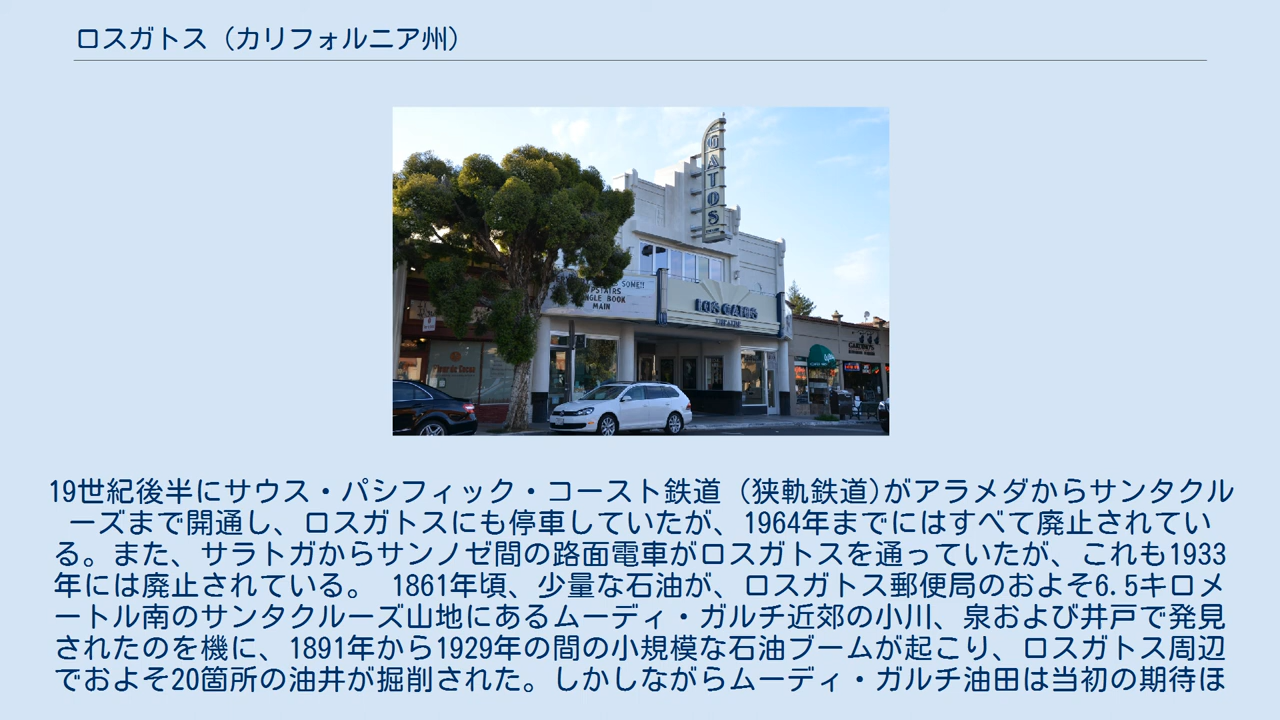 ロスガトス（カリフォルニア州）
GATOS
SOME!!
UPSTAIRS
JUNGLE BOOK
MAIN
LOS GATOS
THEATRE
19世紀後半にサウス・パシフィック・コースト鉄道（狭軌鉄道)がアラメダからサンタクル
ーズまで開通し、ロスガトスにも停車していたが、1964年までにはすべて廃止されてい
る。また、サラトガからサンノゼ間の路面電車がロスガトスを通っていたが、これも1933
年には廃止されている。 1861年頃、少量な石油が、ロスガトス郵便局のおよそ6.5キロメ
ートル南のサンタクルーズ山地にあるムーディ・ガルチ近郊の小川、泉および井戸で発見
されたのを機に、1891年から1929年の間の小規模な石油ブームが起こり、ロスガトス周辺
でおよそ20箇所の油井が掘削された。しかしながらムーディ・ガルチ油田は当初の期待ほ